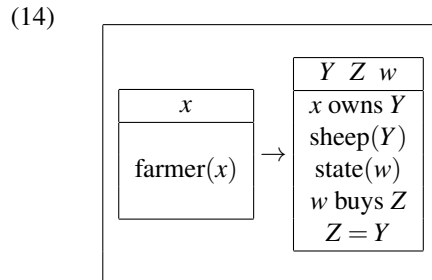 (14)
x
farmer(x)
→
Y Z w
x owns Y
sheep(Y)
state(w)
w buys Z
Z = Y